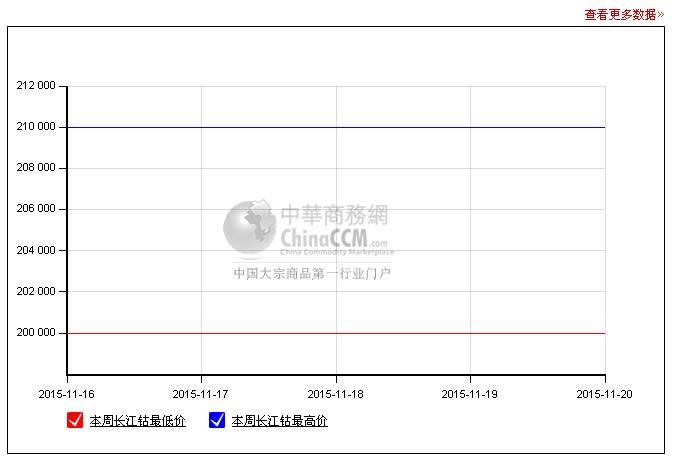 查看更多数据»
212 000
210 000
208 000
206 000
204 000
202 000
200 000
中華商務網
ChinaCCM.com
China Commodity Marketplace
中国大宗商品第一行业门户
2015-11-16 2015-11-17 2015-11-18 2015-11-19 2015-11-20
本周长江钴最低价 本周长江钴最高价